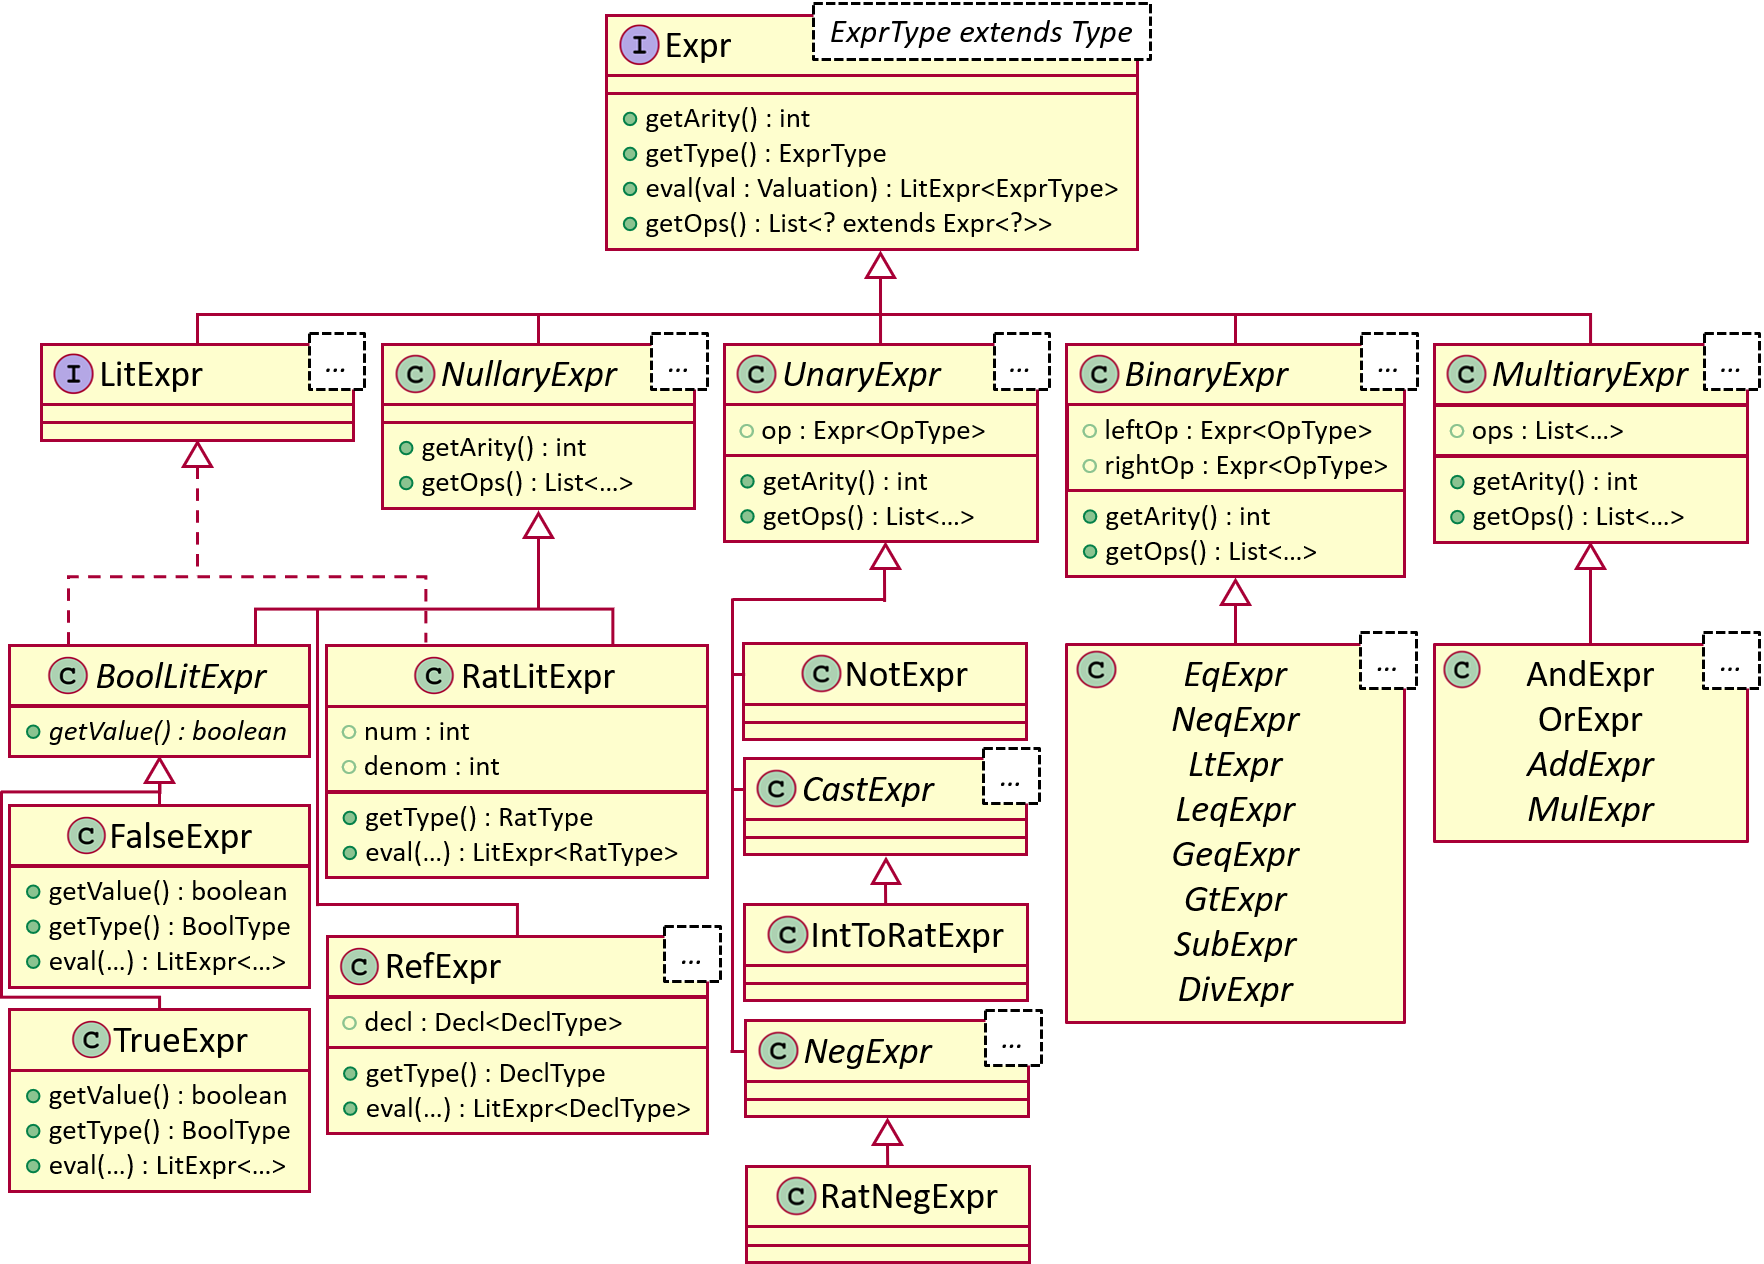 I Expr
ExprType extends Type
getArity() : int
getType() : ExprType
eval(val : Valuation) : LitExpr<ExprType>
getOps() : List<? extends Expr<?>>
I LitExpr
...
C NullaryExpr
...
getArity() : int
getOps() : List<...>
C UnaryExpr
...
op : Expr<OpType>
getArity() : int
getOps() : List<...>
C BinaryExpr
...
leftOp : Expr<OpType>
rightOp : Expr<OpType>
getArity() : int
getOps() : List<...>
C MultiaryExpr
...
ops : List<...>
getArity() : int
getOps() : List<...>
C BoolLitExpr
getValue() : boolean
C FalseExpr
getValue() : boolean
getType() : BoolType
eval(...) : LitExpr<...>
C TrueExpr
getValue() : boolean
getType() : BoolType
eval(...) : LitExpr<...>
C RatLitExpr
num : int
denom : int
getType() : RatType
eval(...) : LitExpr<RatType>
C RefExpr
...
decl : Decl<DeclType>
getType() : DeclType
eval(...) : LitExpr<DeclType>
C NotExpr
C CastExpr
...
C IntToRatExpr
C NegExpr
...
C RatNegExpr
C EqExpr
...
NeqExpr
LtExpr
LeqExpr
GeqExpr
GtExpr
SubExpr
DivExpr
C AndExpr
...
OrExpr
AddExpr
MulExpr